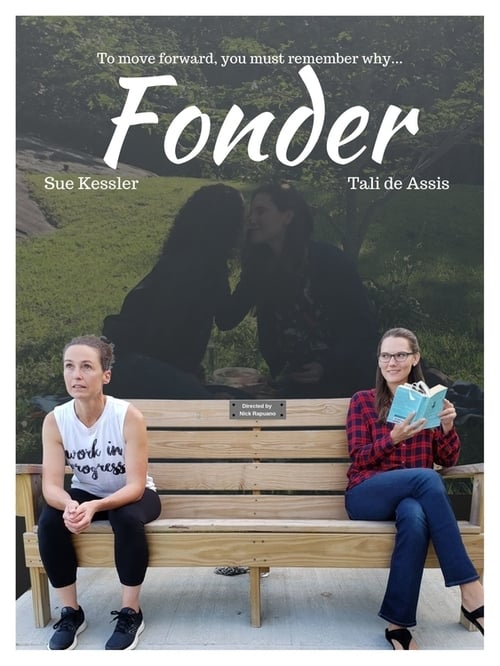 To move forward, you must remember why...
Fonder
Sue Kessler
Tali de Assis
Directed by
Nick Rapuano
work in
progress